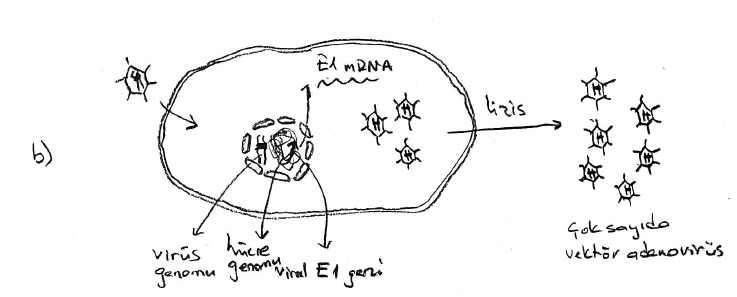 b)
E1 mRNA
lizis
virüs
genomu
hücre
genomu
viral E1 geni
Çok sayıda
vektör adenovirüs